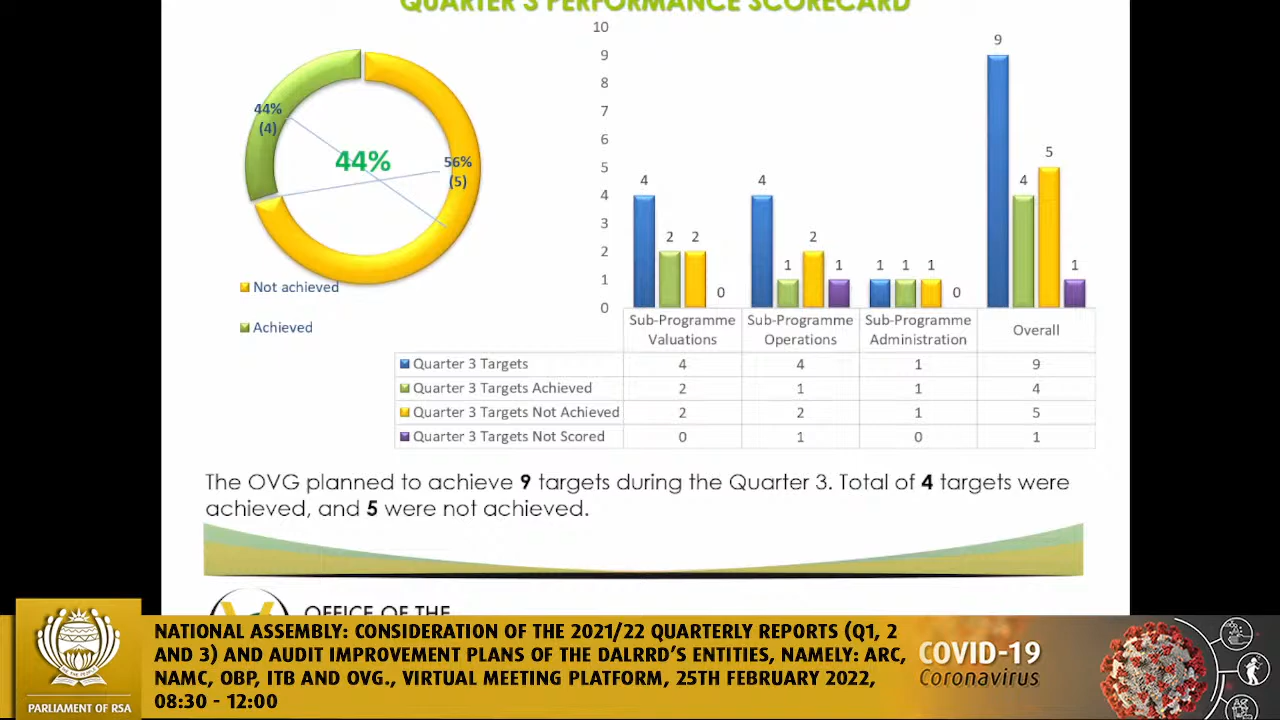 QUARTER 3 PERFORMANCE SCORECARD
44%
(4)
44%
56%
(5)
Not achieved
Achieved
10
9
8
7
6
5
4
3
2
1
0
4
2
2
0
4
1
2
1
1
1
1
0
9
4
5
1
Sub-Programme Valuations
Sub-Programme Operations
Sub-Programme Administration
Overall
Quarter 3 Targets 4 4 1 9
Quarter 3 Targets Achieved 2 1 1 4
Quarter 3 Targets Not Achieved 2 2 1 5
Quarter 3 Targets Not Scored 0 1 0 1
The OVG planned to achieve 9 targets during the Quarter 3. Total of 4 targets were
achieved, and 5 were not achieved.
OFFICE OF THE
PARLIAMENT OF RSA
NATIONAL ASSEMBLY: CONSIDERATION OF THE 2021/22 QUARTERLY REPORTS (Q1, 2
AND 3) AND AUDIT IMPROVEMENT PLANS OF THE DALRRD'S ENTITIES, NAMELY: ARC,
NAMC, OBP, ITB AND OVG., VIRTUAL MEETING PLATFORM, 25TH FEBRUARY 2022,
08:30 - 12:00
COVID-19
Coronavirus